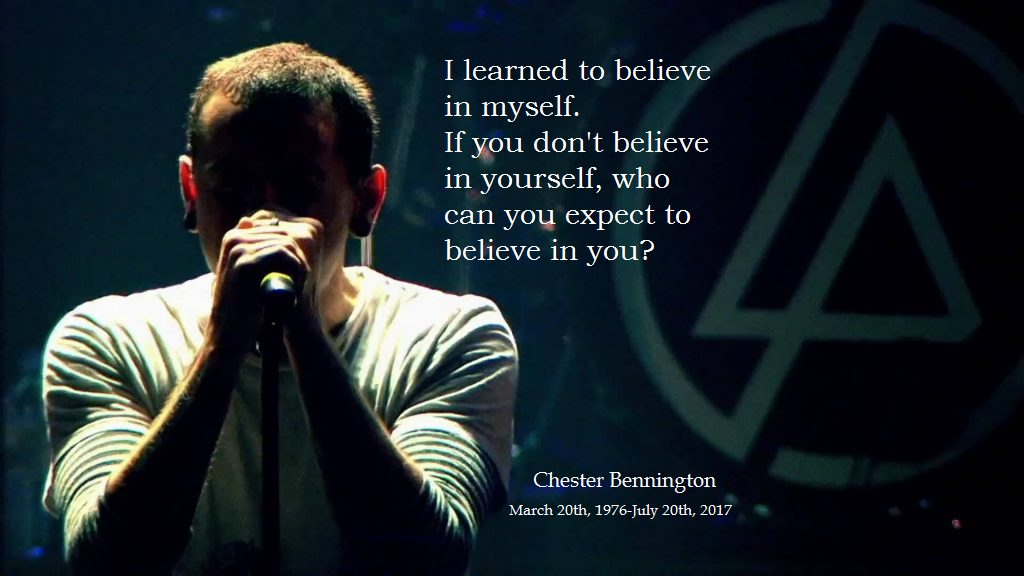 I learned to believe
in myself.
If you don't believe
in yourself, who
can you expect to
believe in you?
Chester Bennington
March 20th, 1976-July 20th, 2017